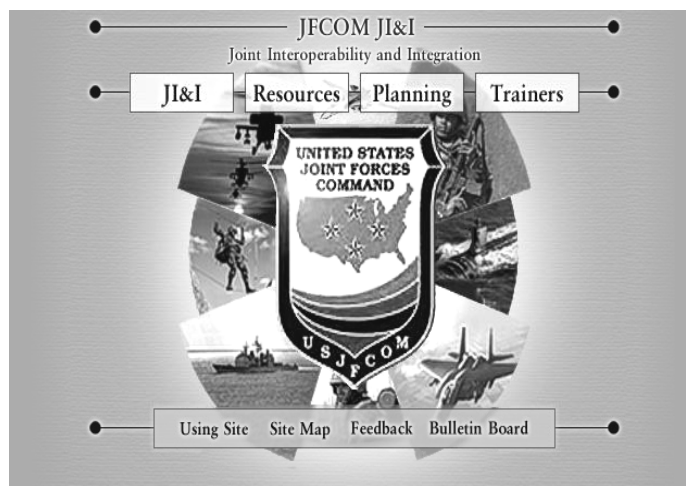 JFCOM JI&I
Joint Interoperability and Integration
JI&I Resources Planning Trainers
UNITED STATES
JOINT FORCES
COMMAND
USJFCOM
Using Site Site Map Feedback Bulletin Board